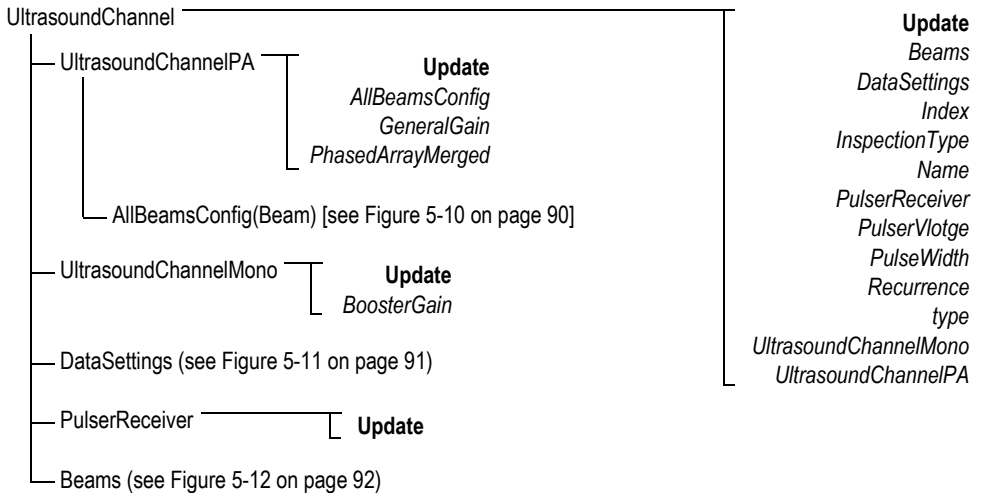 UltrasoundChannel
UltrasoundChannelPA
Update
AllBeamsConfig
GeneralGain
PhasedArrayMerged
AllBeamsConfig(Beam) [see Figure 5-10 on page 90]
UltrasoundChannelMono
Update
BoosterGain
DataSettings (see Figure 5-11 on page 91)
PulserReceiver
Update
Beams (see Figure 5-12 on page 92)
Update
Beams
DataSettings
Index
InspectionType
Name
PulserReceiver
PulserVlotge
PulseWidth
Recurrence
type
UltrasoundChannelMono
UltrasoundChannelPA